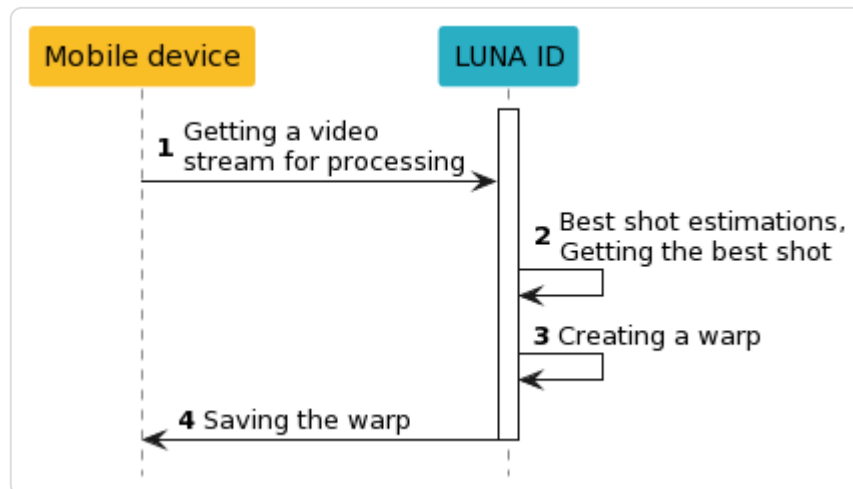 Mobile device
LUNA ID
1 Getting a video
stream for processing
2 Best shot estimations,
Getting the best shot
3 Creating a warp
4 Saving the warp